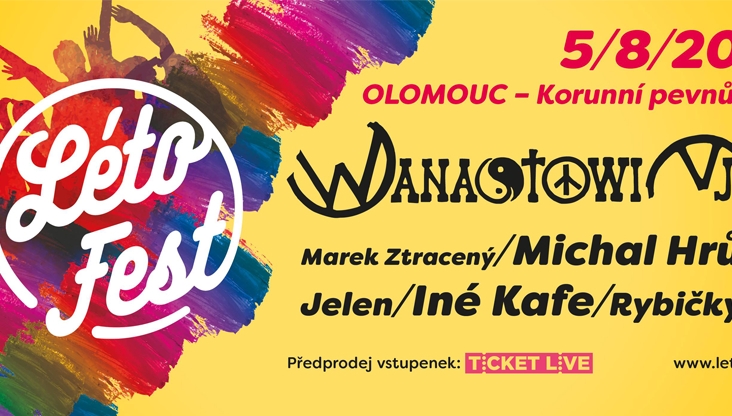 Léto
Fest
5/8/20
OLOMOUC – Korunní pevnů
WANASTOWI VJ
Marek Ztracený/Michal Hrů
Jelen/Iné Kafe/Rybičky
Předprodej vstupenek: TICKET LIVE
www.let